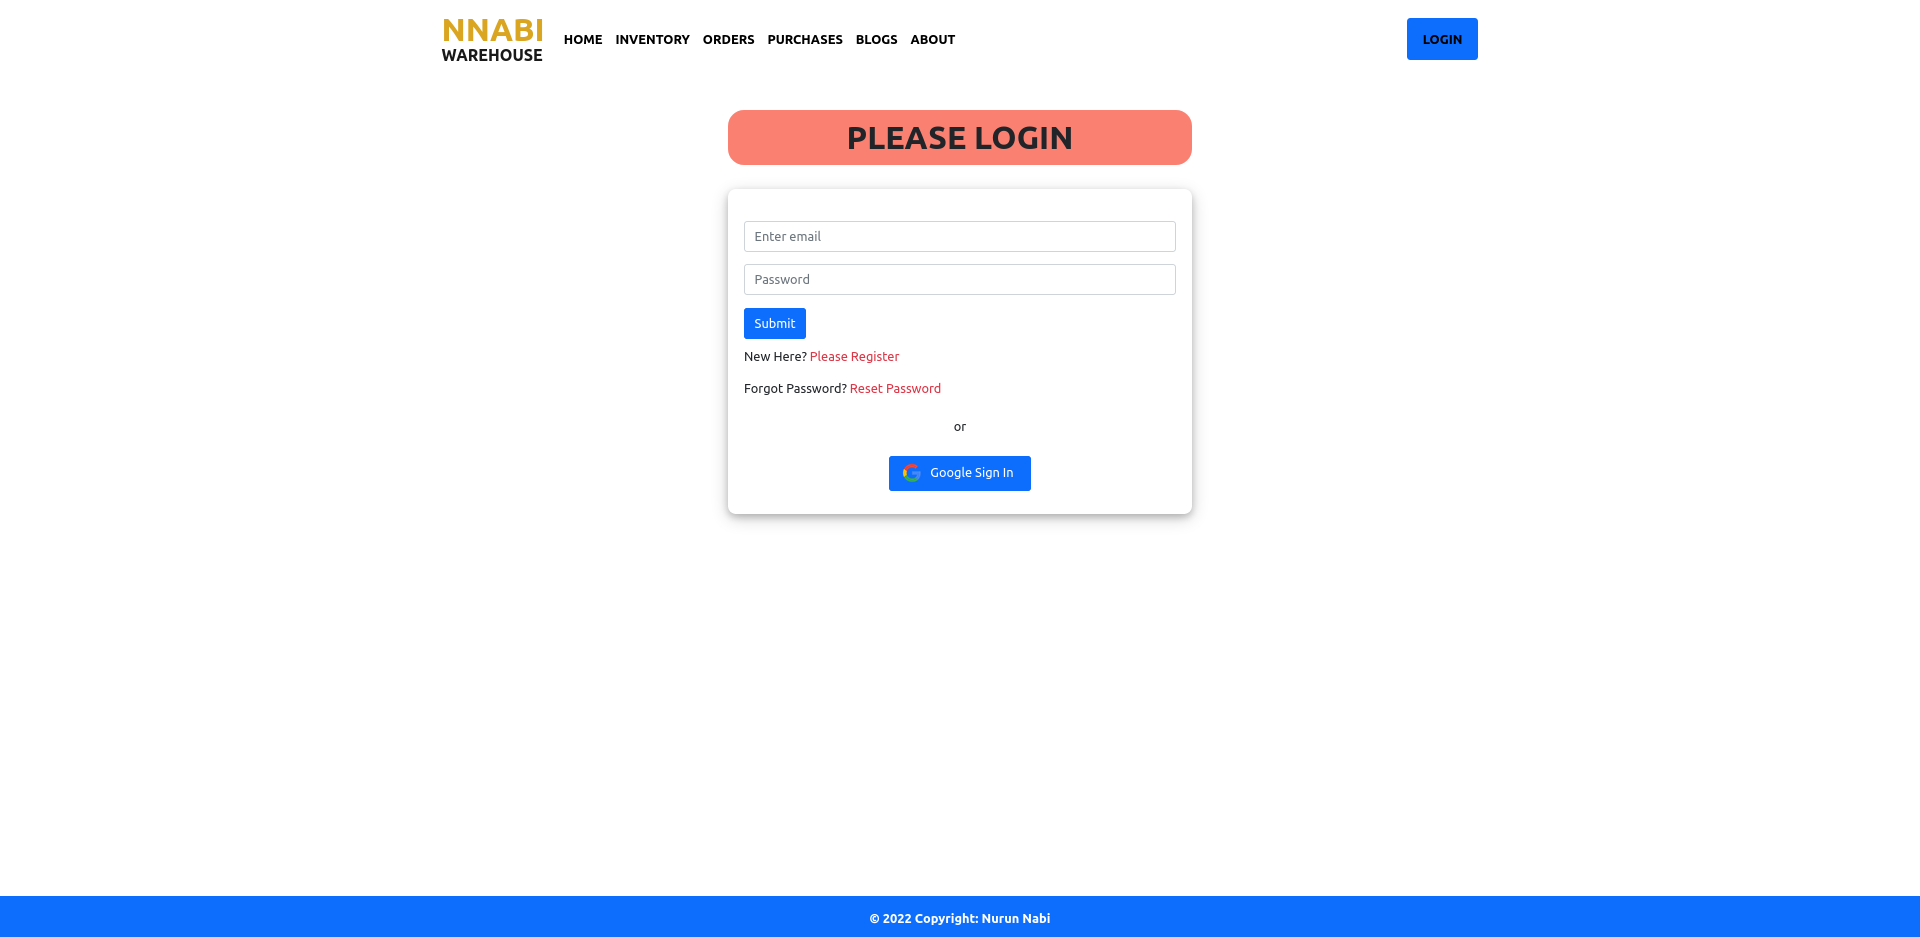 NNABI
WAREHOUSE
HOME INVENTORY ORDERS PURCHASES BLOGS ABOUT
LOGIN
PLEASE LOGIN
Enter email
Password
Submit
New Here? Please Register
Forgot Password? Reset Password
or
Google Sign In
© 2022 Copyright: Nurun Nabi